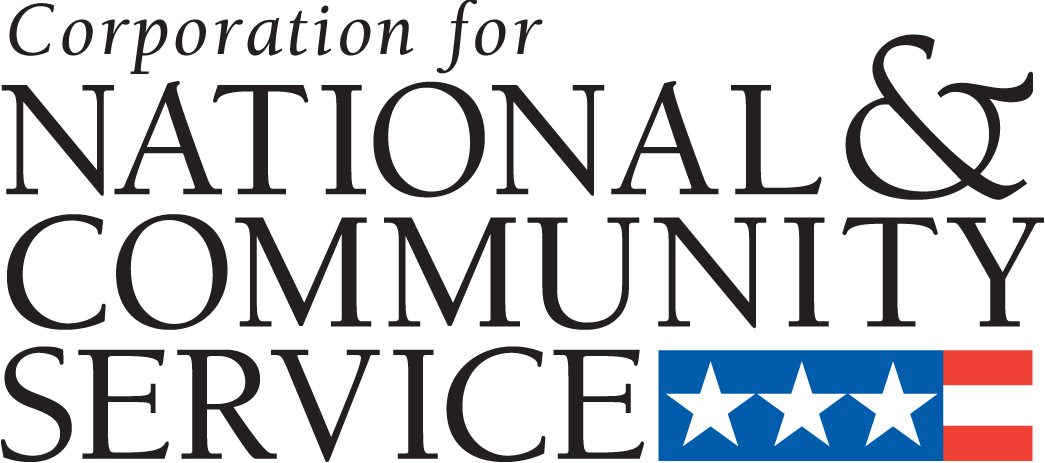 Corporation for
NATIONAL &
COMMUNITY
SERVICE